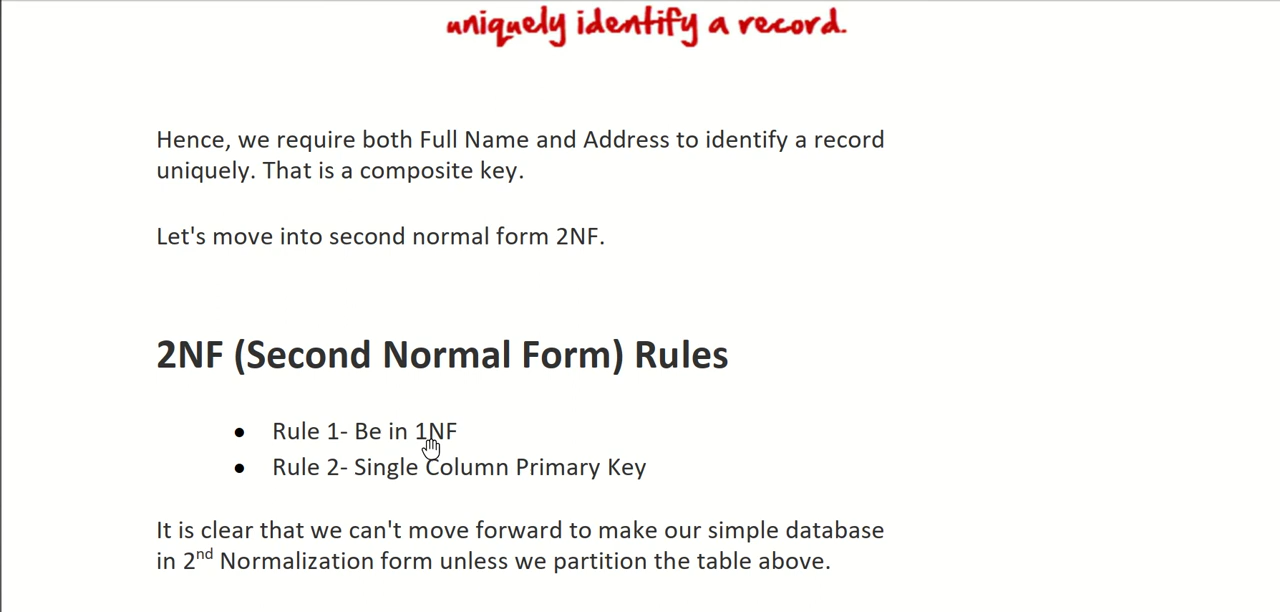 uniquely identify a record.
Hence, we require both Full Name and Address to identify a record
uniquely. That is a composite key.
Let's move into second normal form 2NF.
2NF (Second Normal Form) Rules
● Rule 1- Be in 1NF
● Rule 2- Single Column Primary Key
It is clear that we can't move forward to make our simple database
in 2nd Normalization form unless we partition the table above.